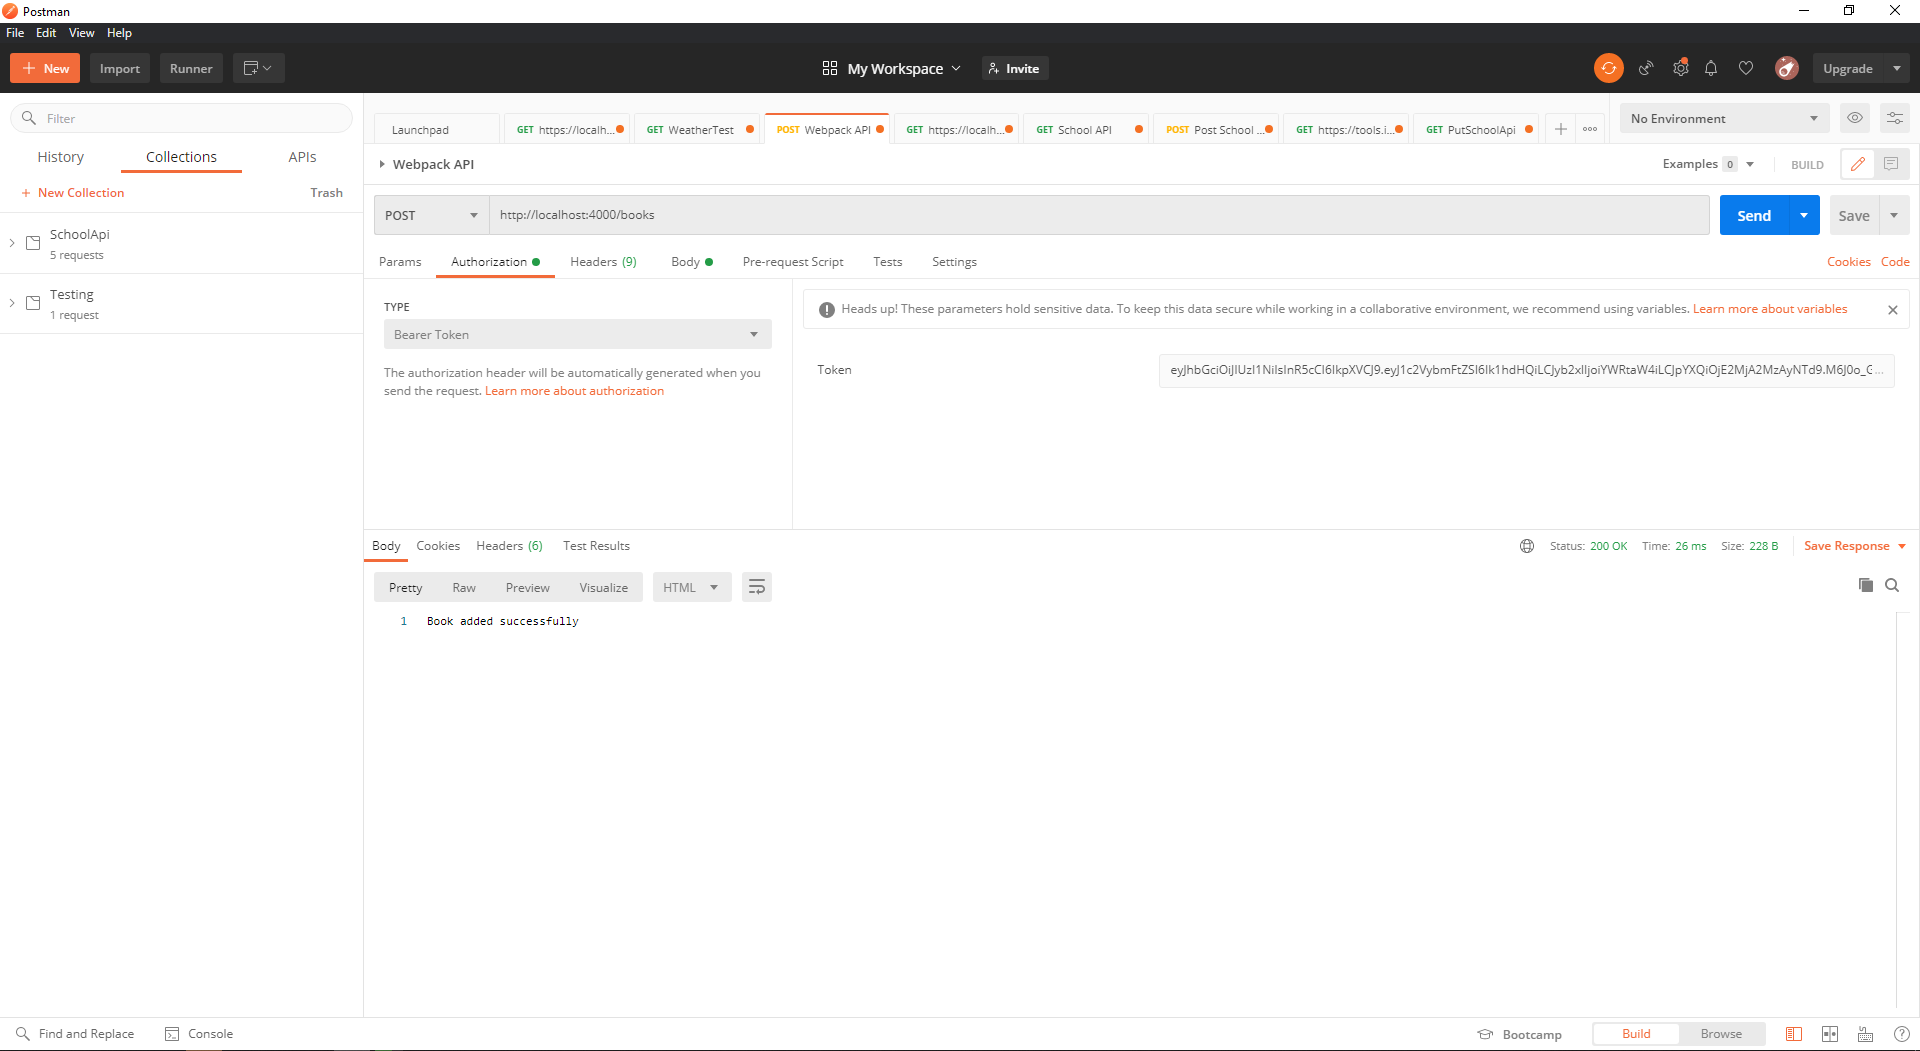 Postman
File Edit View Help
New Import Runner My Workspace Invite Upgrade
Filter
History Collections APIs
New Collection Trash
SchoolApi
5 requests
Testing
1 request
Launchpad GET https://localh... GET WeatherTest POST Webpack API GET https://localh... GET School API POST Post School ... GET https://tools.i... GET PutSchoolApi No Environment
Webpack API Examples 0 BUILD
POST http://localhost:4000/books Send Save
Params Authorization Headers (9) Body Pre-request Script Tests Settings Cookies Code
TYPE
Bearer Token
The authorization header will be automatically generated when you
send the request. Learn more about authorization
Heads up! These parameters hold sensitive data. To keep this data secure while working in a collaborative environment, we recommend using variables. Learn more about variables
Token
Body Cookies Headers (6) Test Results Status: 200 OK Time: 26 ms Size: 228 B Save Response
Pretty Raw Preview Visualize HTML
1 Book added successfully
Find and Replace Console Bootcamp Build Browse